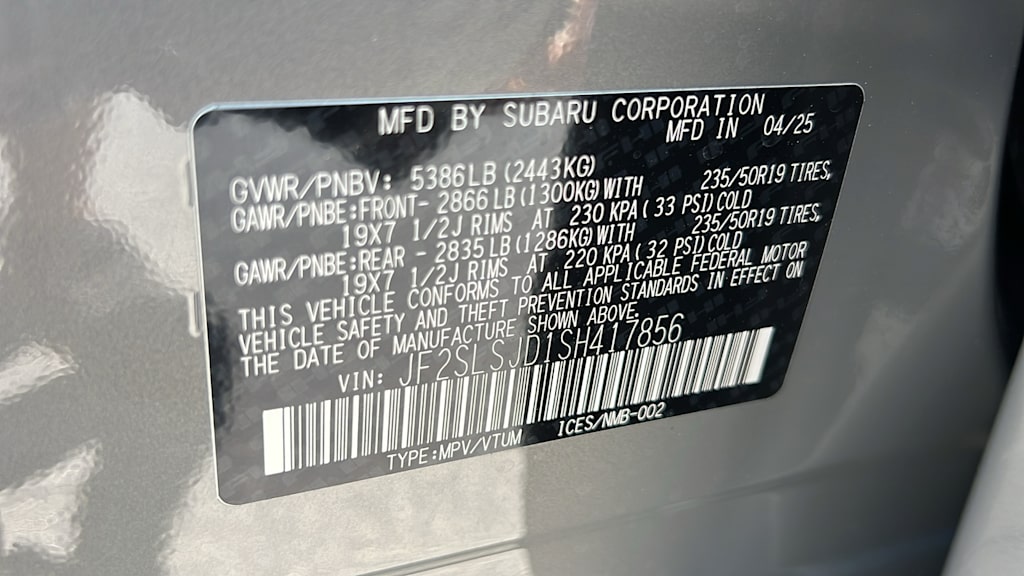 MFD BY SUBARU CORPORATION
MFD IN 04/25
GVWR/PNBV: 5386LB (2443KG)
GAWR/PNBE:FRONT- 2866LB (1300KG) WITH 235/50R19 TIRES,
19X7 1/2J RIMS AT 230 KPA (33 PSI) COLD
GAWR/PNBE:REAR - 2835LB (1286KG) WITH 235/50R19 TIRES,
19X7 1/2J RIMS AT 220 KPA (32 PSI) COLD
THIS VEHICLE CONFORMS TO ALL APPLICABLE FEDERAL MOTOR
VEHICLE SAFETY AND THEFT PREVENTION STANDARDS IN EFFECT ON
THE DATE OF MANUFACTURE SHOWN ABOVE.
VIN: JF2SLSJD1SH417856
TYPE:MPV/VTUM ICES/NMB-002